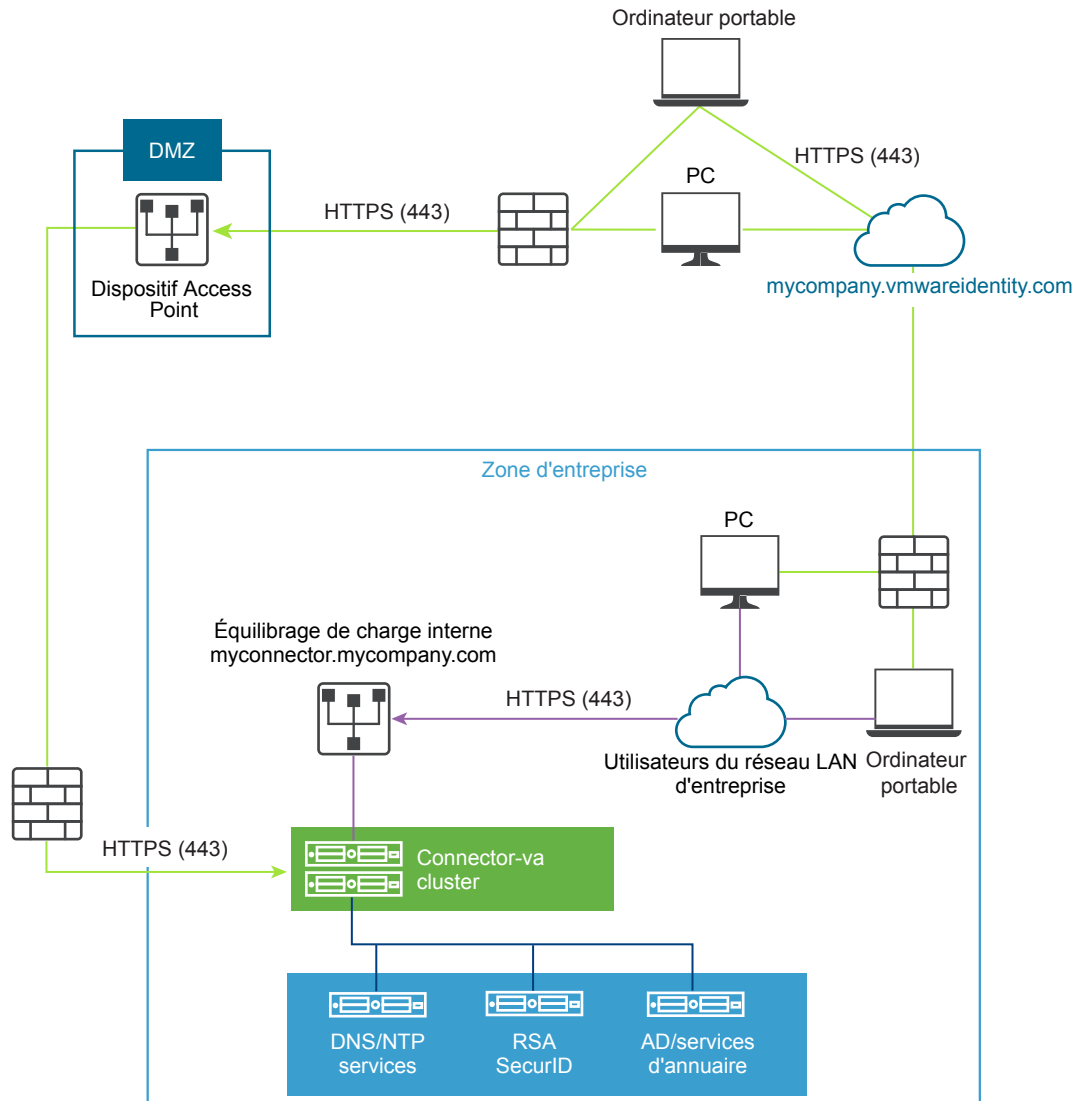 Ordinateur portable
DMZ
HTTPS (443)
PC
HTTPS (443)
Dispositif Access
Point
mycompany.vmwareidentity.com
Zone d'entreprise
PC
Équilibrage de charge interne
myconnector.mycompany.com
HTTPS (443)
Utilisateurs du réseau LAN
d'entreprise
Ordinateur
portable
HTTPS (443)
Connector-va
cluster
DNS/NTP
services
RSA
SecurID
AD/services
d'annuaire